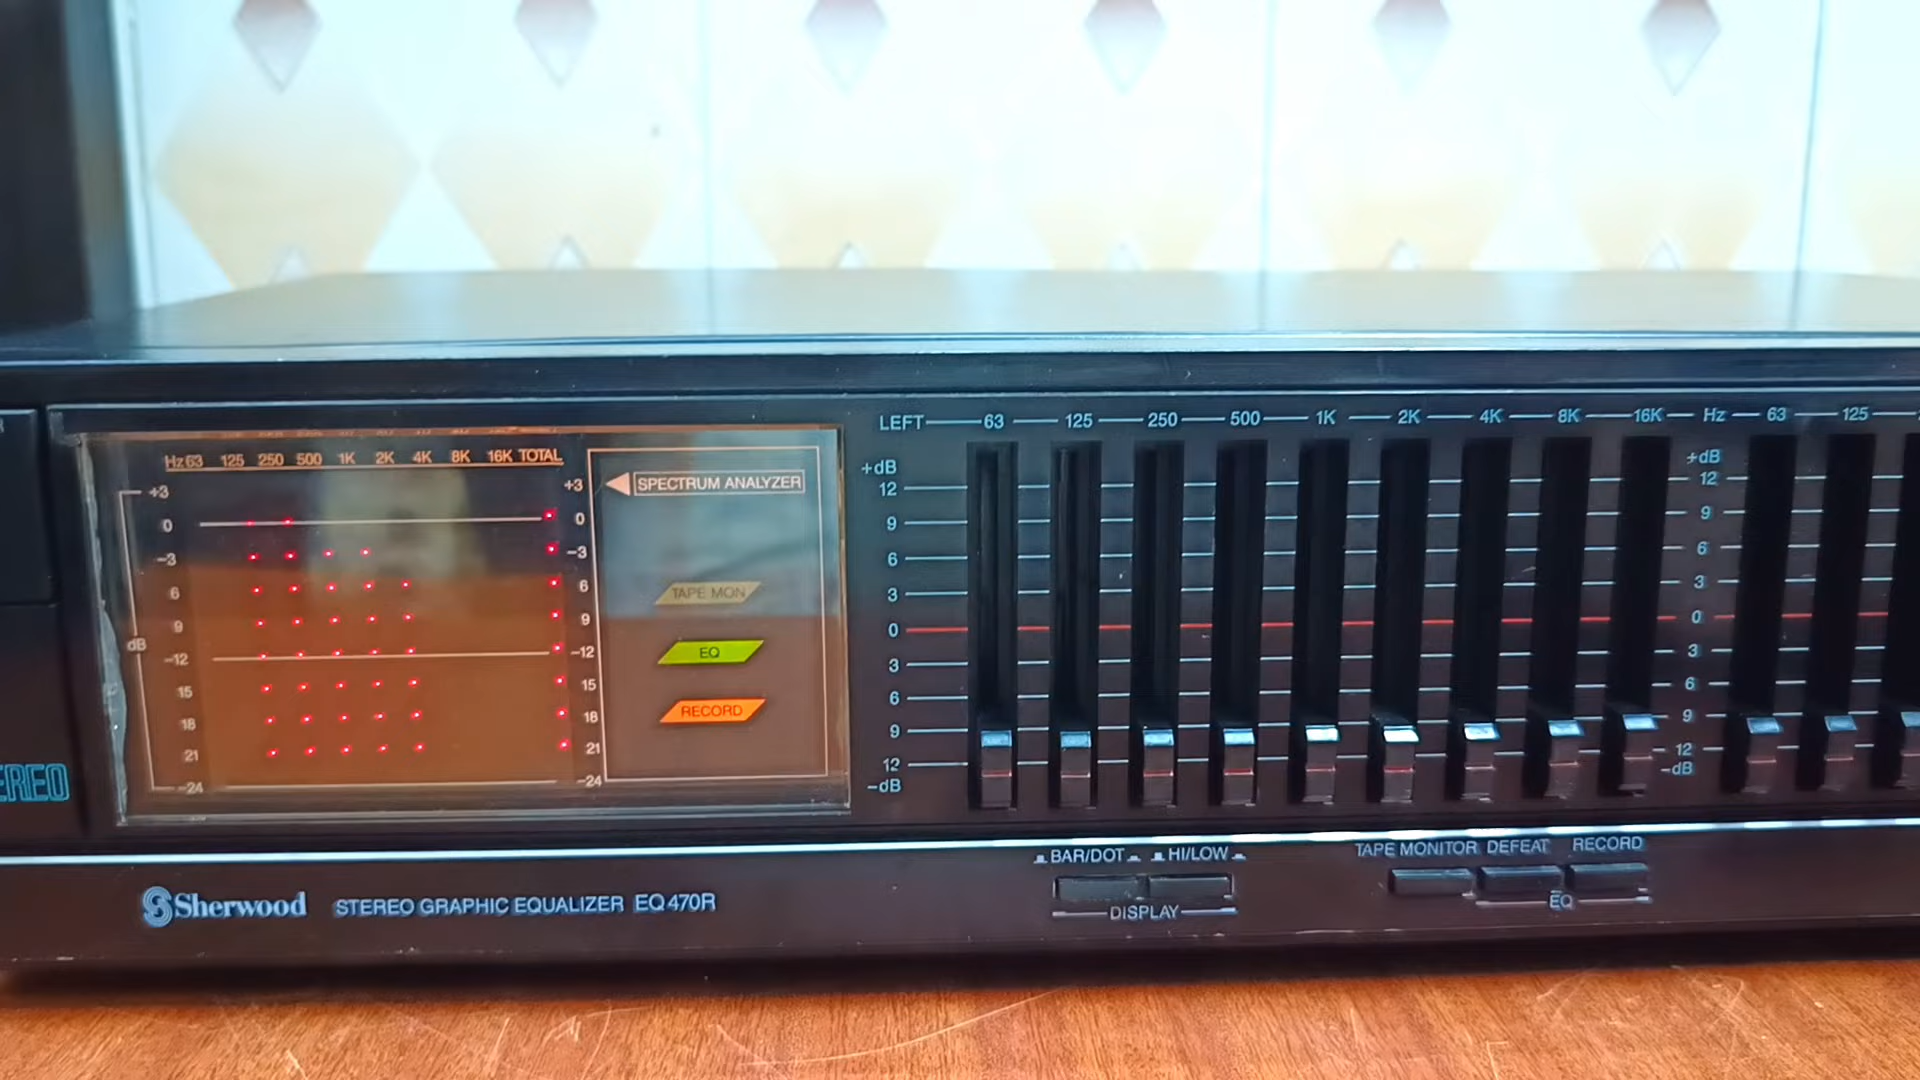 LEFT 63 125 250 500 1K 2K 4K 8K 16K Hz 63 125
Hz 63 125 250 500 1K 2K 4K 8K 16K TOTAL
+3 +3
0 0
-3 -3
6 6
9 9
dB
-12 -12
15 15
18 18
21 21
-24 -24
SPECTRUM ANALYZER
TAPE MON
EQ
RECORD
+dB +dB
12 12
9 9
6 6
3 3
0 0
3 3
6 6
9 9
12 12
-dB -dB
EREO
BAR/DOT HI/LOW
DISPLAY
TAPE MONITOR DEFEAT RECORD
EQ
Sherwood STEREO GRAPHIC EQUALIZER EQ 470R